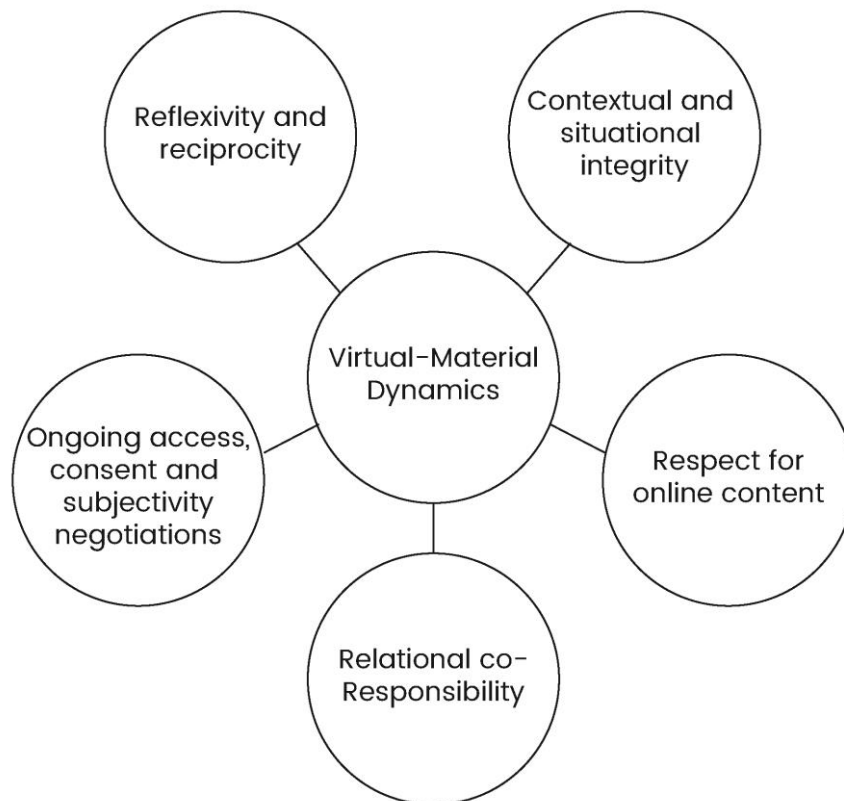 Reflexivity and
reciprocity
Contextual and
situational
integrity
Virtual-Material
Dynamics
Ongoing access,
consent and
subjectivity
negotiations
Respect for
online content
Relational co-
Responsibility